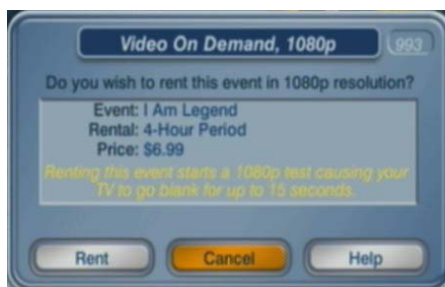 Video On Demand, 1080p
993
Do you wish to rent this event in 1080p resolution?
Event: I Am Legend
Rental: 4-Hour Period
Price: $6.99
Renting this event starts a 1080p test causing your
TV to go blank for up to 15 seconds.
Rent
Cancel
Help